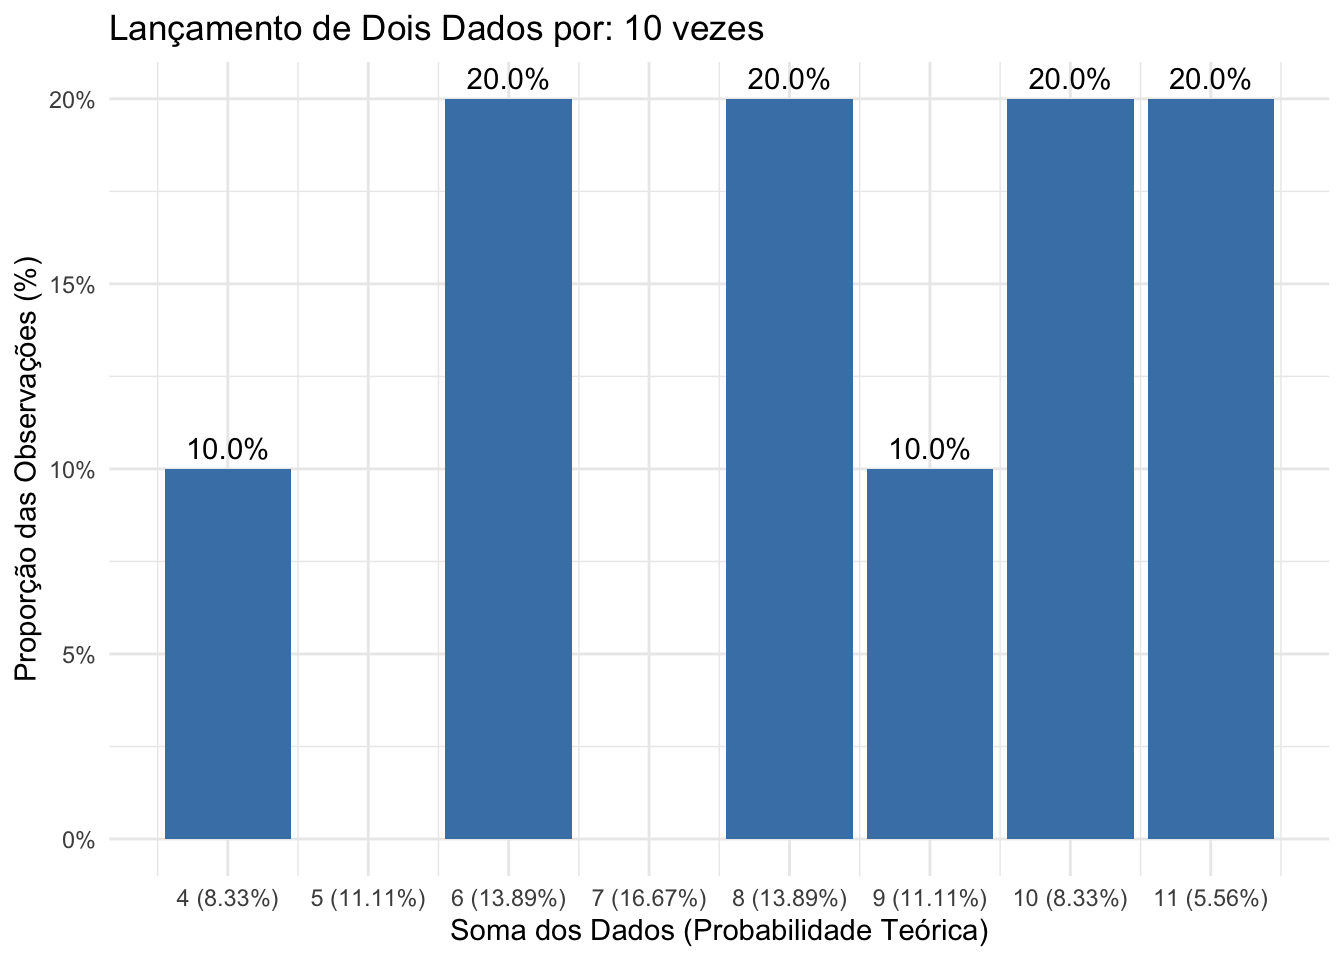 Lançamento de Dois Dados por: 10 vezes
20.0% 20.0% 20.0% 20.0%
20%
15%
10.0% 10.0%
10%
5%
0%
Proporção das Observações (%)
4 (8.33%) 5 (11.11%) 6 (13.89%) 7 (16.67%) 8 (13.89%) 9 (11.11%) 10 (8.33%) 11 (5.56%)
Soma dos Dados (Probabilidade Teórica)